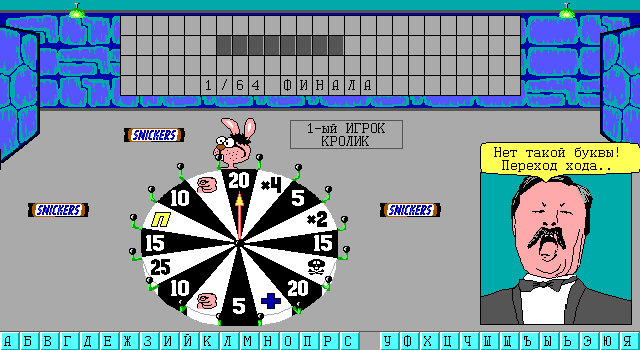 1/64 ФИНАЛА
1-ый ИГРОК
КРОЛИК
SNICKERS
Нет такой буквы!
Переход хода..
SNICKERS
SNICKERS
20
×4
5
×2
15
20
5
10
25
15
П
10
А Б В Г Д Е Ж З И Й К Л М Н О П Р С У Ф Х Ц Ч Ш Щ Ъ Ы Ь Э Ю Я